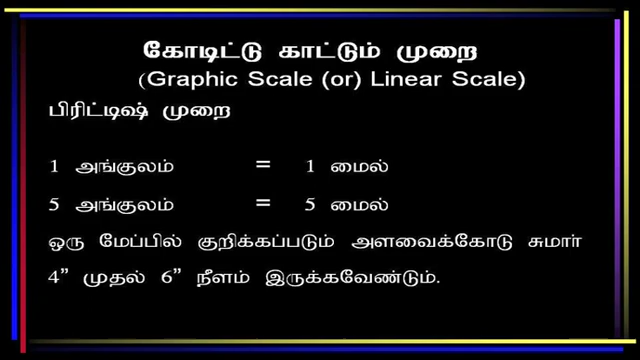 கோடிட்டு காட்டும் முறை
(Graphic Scale (or) Linear Scale)
பிரிட்டிஷ் முறை
1 அங்குலம் = 1 மைல்
5 அங்குலம் = 5 மைல்
ஒரு மேப்பில் குறிக்கப்படும் அளவைக்கோடு சுமார்
4” முதல் 6” நீளம் இருக்கவேண்டும்.